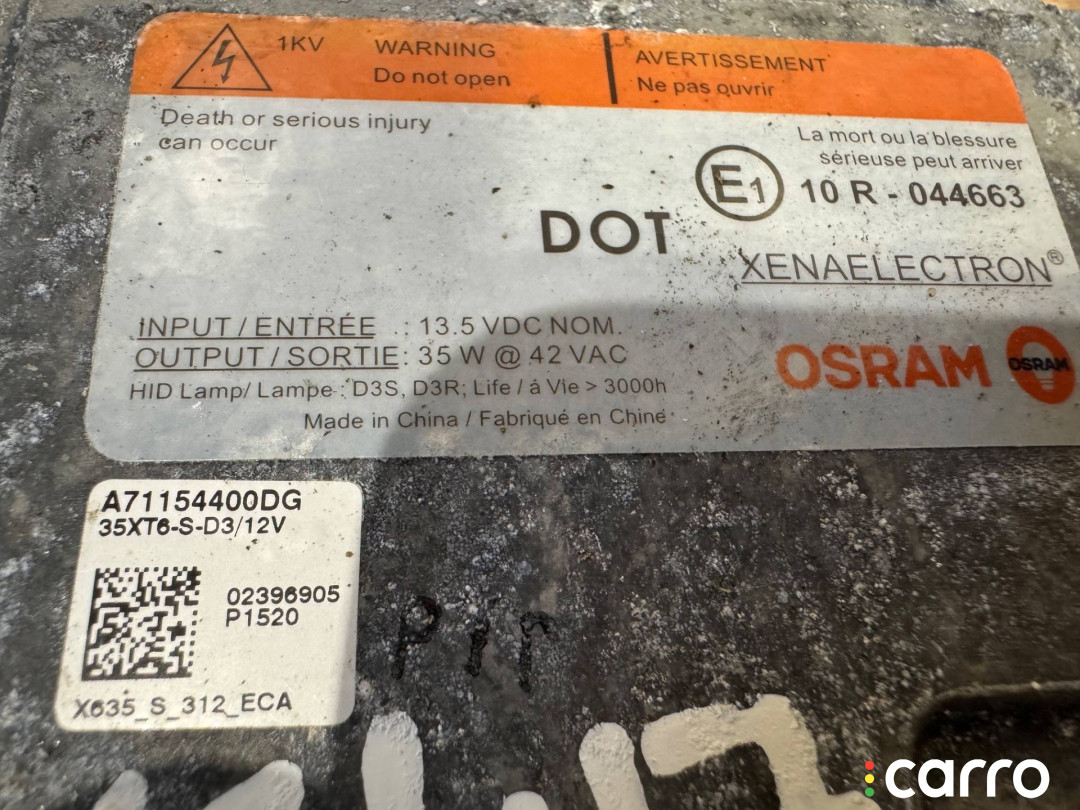 1KV
WARNING
Do not open
AVERTISSEMENT
Ne pas ouvrir
Death or serious injury
can occur
La mort ou la blessure
sérieuse peut arriver
E1
10 R - 044663
DOT
XENAELECTRON®
INPUT / ENTRÉE : 13.5 VDC NOM.
OUTPUT / SORTIE : 35 W @ 42 VAC
HID Lamp/ Lampe : D3S, D3R; Life / á Vie > 3000h
Made in China / Fabriqué en Chine
OSRAM
OSRAM
A71154400DG
35XT6-S-D3/12V
02396905
P1520
X635_S_312_ECA
carro